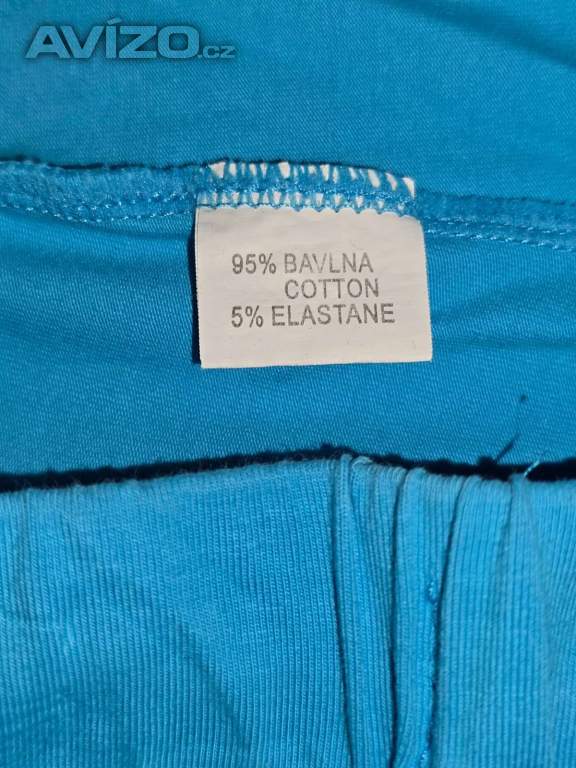 AVÍZO.cz
95% BAVLNA
COTTON
5% ELASTANE